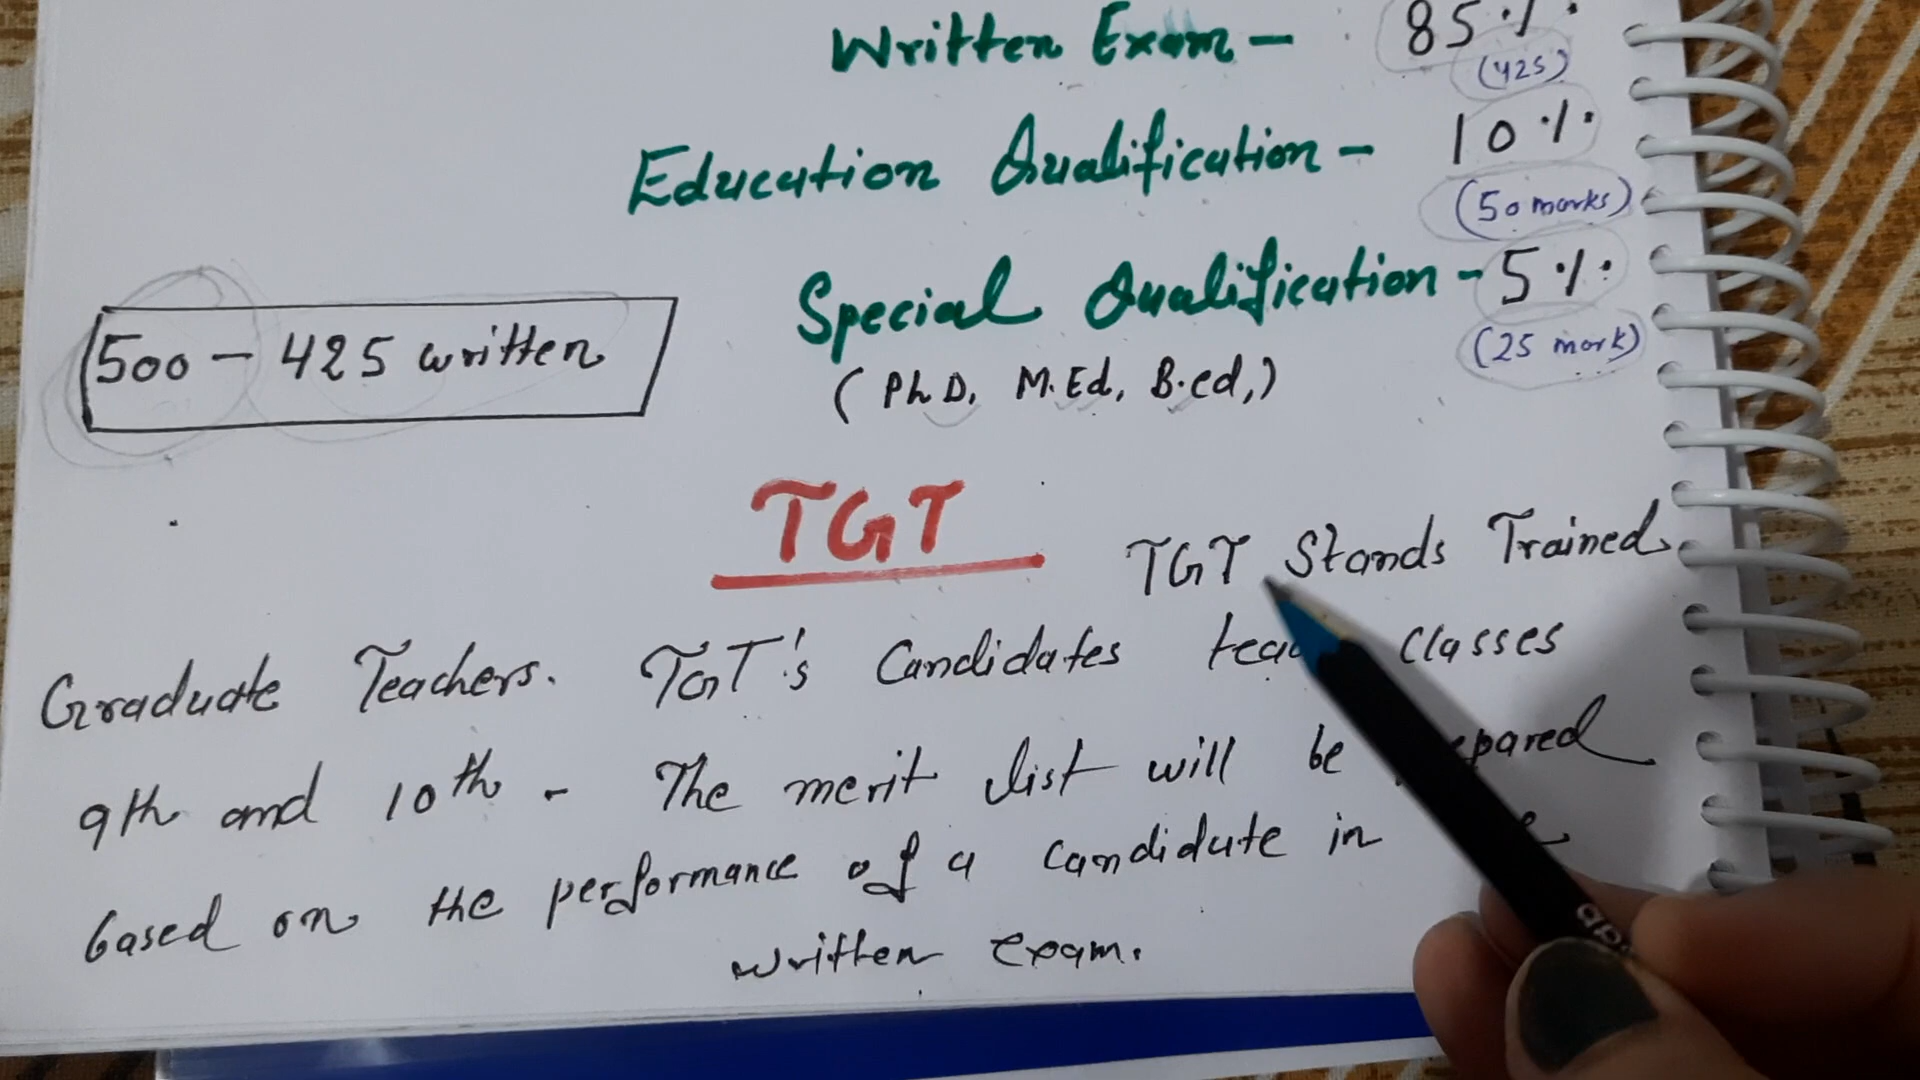 Written Exam - 85%
(425)
Education Qualification - 10%
(50 marks)
Special Qualification - 5%
(25 mark)
(Ph.D, M.Ed, B.ed,)
500 - 425 written
TGT
TGT Stands Trained
Graduate Teachers. TGT's Candidates classes
9th and 10th - The merit list will be
based on the performance of a candidate in
written exam.